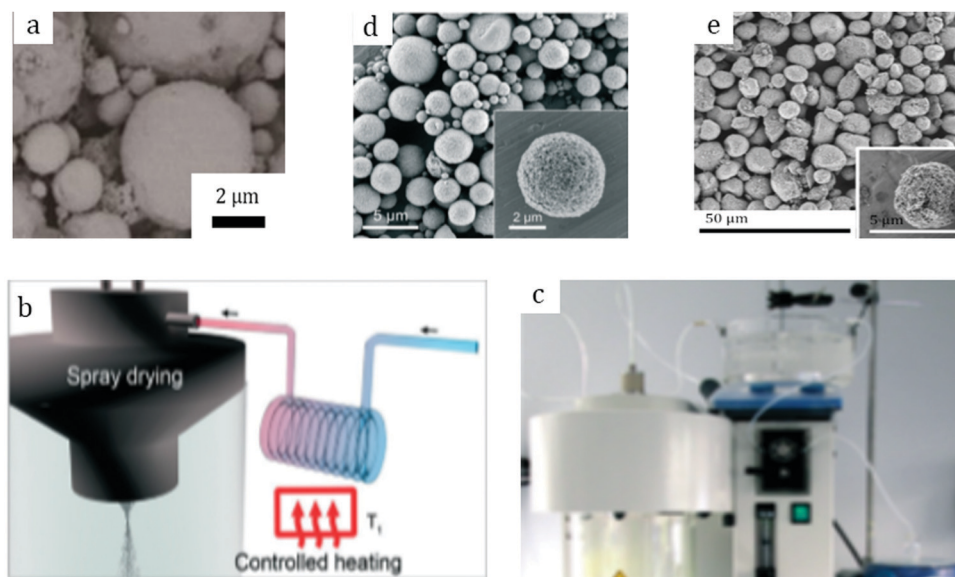 a
2 μm
d
5 μm
2 μm
e
50 μm
5 μm
b
Spray drying
T1
Controlled heating
c